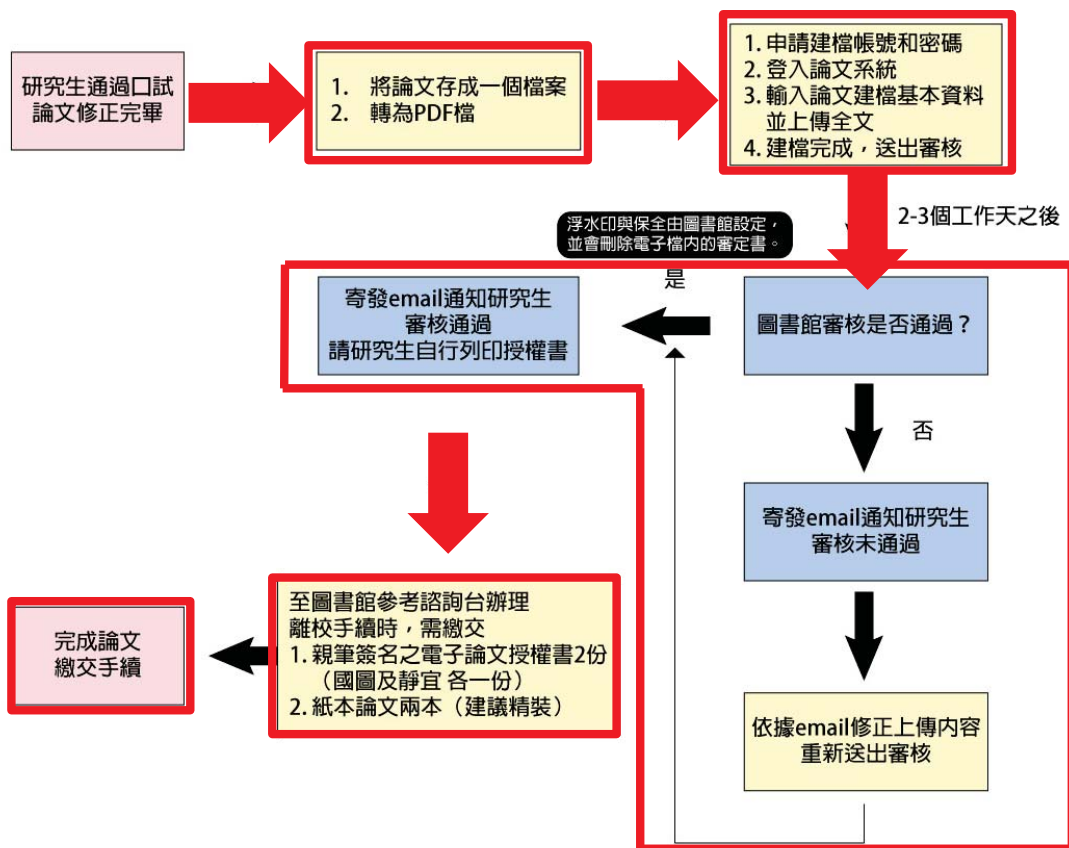 研究生通過口試
論文修正完畢
1. 將論文存成一個檔案
2. 轉為PDF檔
1. 申請建檔帳號和密碼
2. 登入論文系統
3. 輸入論文建檔基本資料
並上傳全文
4. 建檔完成，送出審核
2-3個工作天之後
浮水印與保全由圖書館設定，
並會刪除電子檔內的審定書。
圖書館審核是否通過？
是
寄發email通知研究生
審核通過
請研究生自行列印授權書
否
寄發email通知研究生
審核未通過
依據email修正上傳內容
重新送出審核
至圖書館參考諮詢台辦理
離校手續時，需繳交
1. 親筆簽名之電子論文授權書2份
（國圖及靜宜 各一份）
2. 紙本論文兩本（建議精裝）
完成論文
繳交手續